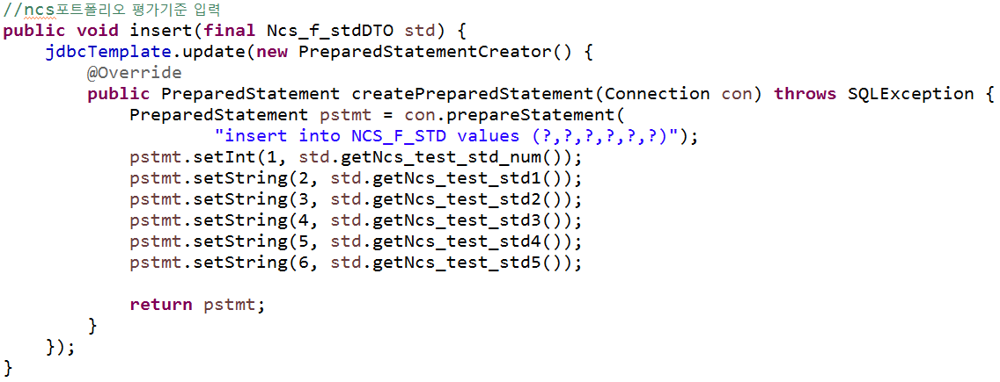 //ncs포트폴리오 평가기준 입력
public void insert(final Ncs_f_stdDTO std) {
    jdbcTemplate.update(new PreparedStatementCreator() {
        @Override
        public PreparedStatement createPreparedStatement(Connection con) throws SQLException {
            PreparedStatement pstmt = con.prepareStatement(
                    "insert into NCS_F_STD values (?,?,?,?,?,?)");
            pstmt.setInt(1, std.getNcs_test_std_num());
            pstmt.setString(2, std.getNcs_test_std1());
            pstmt.setString(3, std.getNcs_test_std2());
            pstmt.setString(4, std.getNcs_test_std3());
            pstmt.setString(5, std.getNcs_test_std4());
            pstmt.setString(6, std.getNcs_test_std5());
            return pstmt;
        }
    });
}